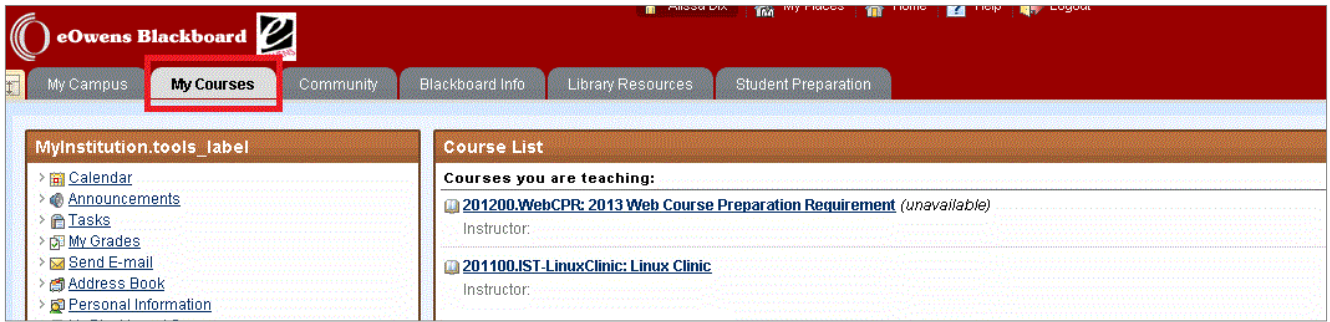 Alissa Dix My Places Home Help Logout
eOwens Blackboard
My Campus My Courses Community Blackboard Info Library Resources Student Preparation
MyInstitution.tools_label
Calendar
Announcements
Tasks
My Grades
Send E-mail
Address Book
Personal Information
Course List
Courses you are teaching:
201200.WebCPR: 2013 Web Course Preparation Requirement (unavailable)
Instructor:
201100.IST-LinuxClinic: Linux Clinic
Instructor: